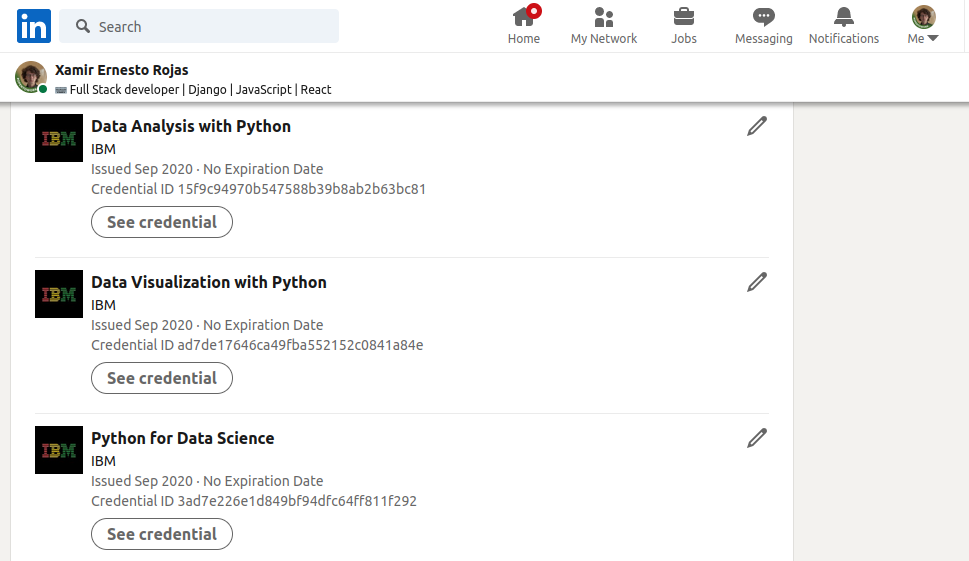 in
Search
Home
My Network
Jobs
Messaging
Notifications
Me
Xamir Ernesto Rojas
Full Stack developer | Django | JavaScript | React
IBM
Data Analysis with Python
IBM
Issued Sep 2020 · No Expiration Date
Credential ID 15f9c94970b547588b39b8ab2b63bc81
See credential
IBM
Data Visualization with Python
IBM
Issued Sep 2020 · No Expiration Date
Credential ID ad7de17646ca49fba552152c0841a84e
See credential
IBM
Python for Data Science
IBM
Issued Sep 2020 · No Expiration Date
Credential ID 3ad7e226e1d849bf94dfc64ff811f292
See credential